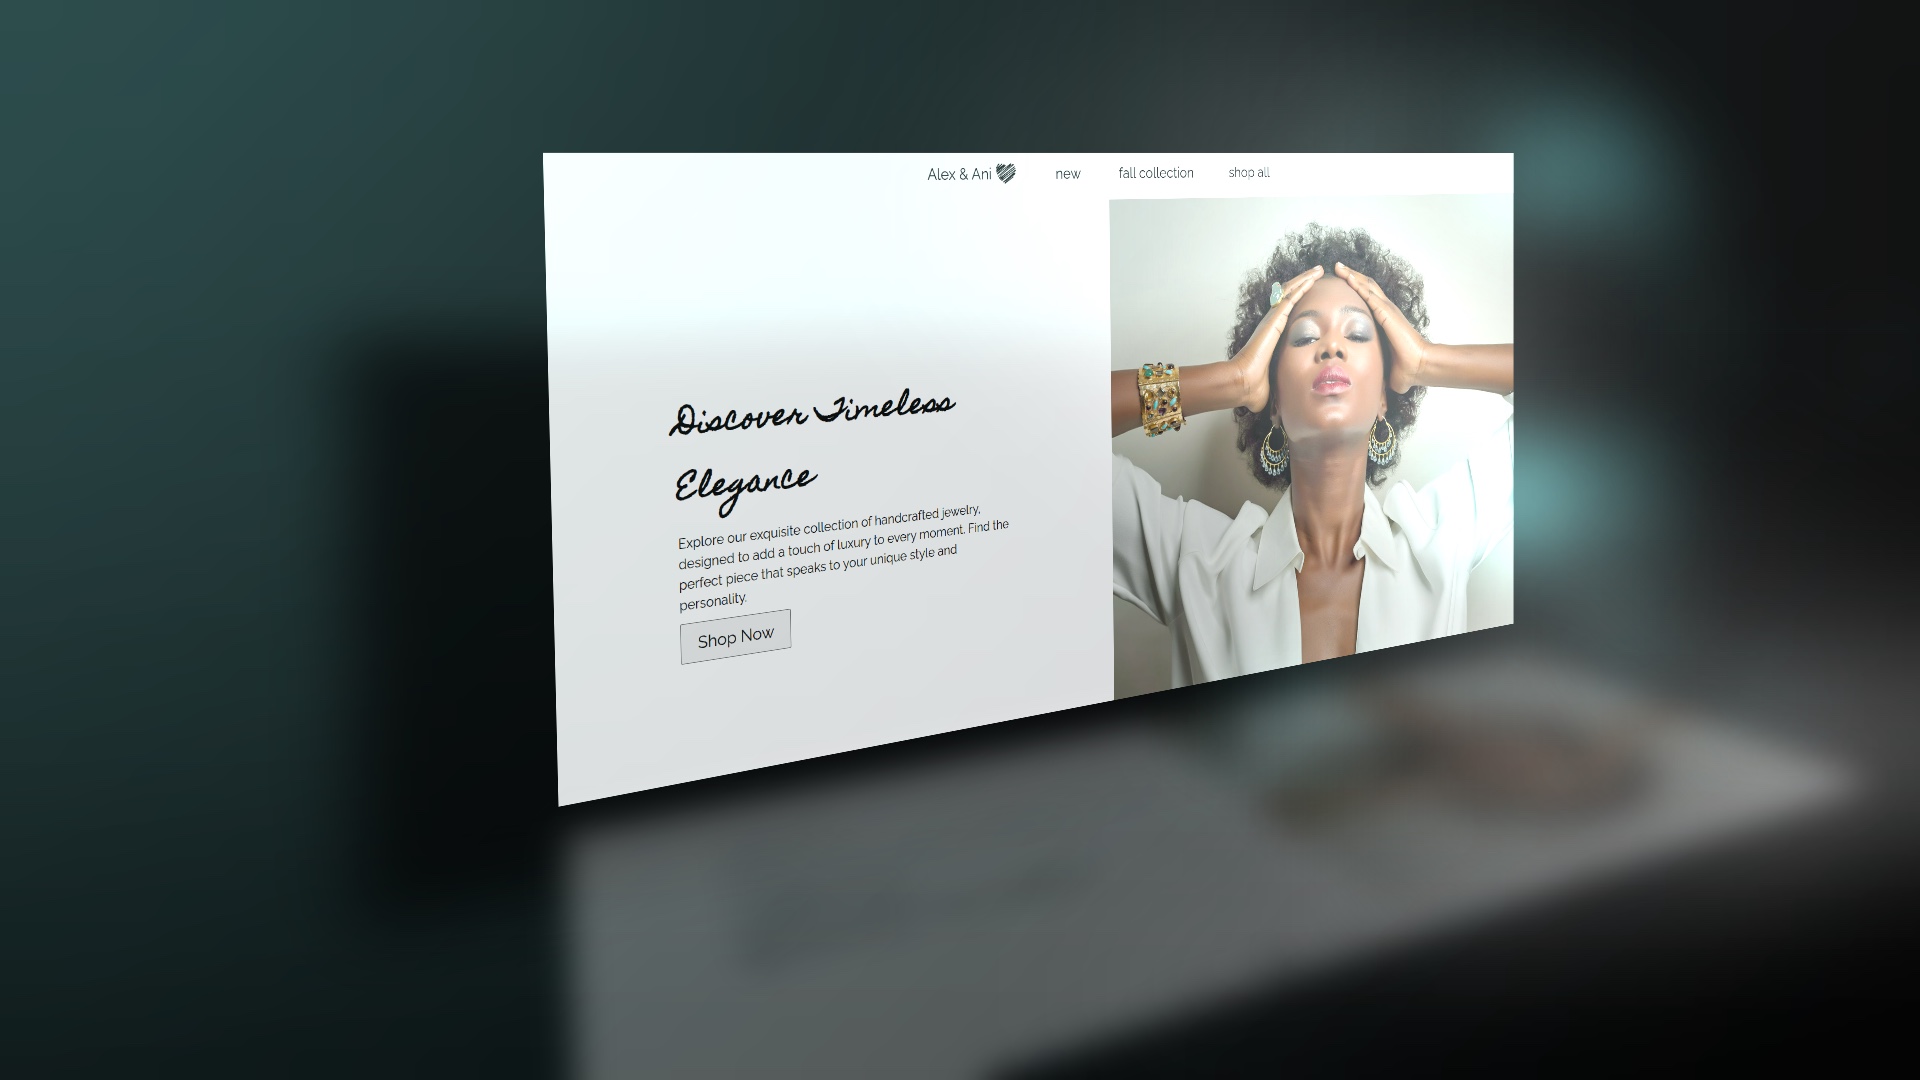 Alex & Ani new fall collection shop all
Discover Timeless
Elegance
Explore our exquisite collection of handcrafted jewelry,
designed to add a touch of luxury to every moment. Find the
perfect piece that speaks to your unique style and
personality.
Shop Now